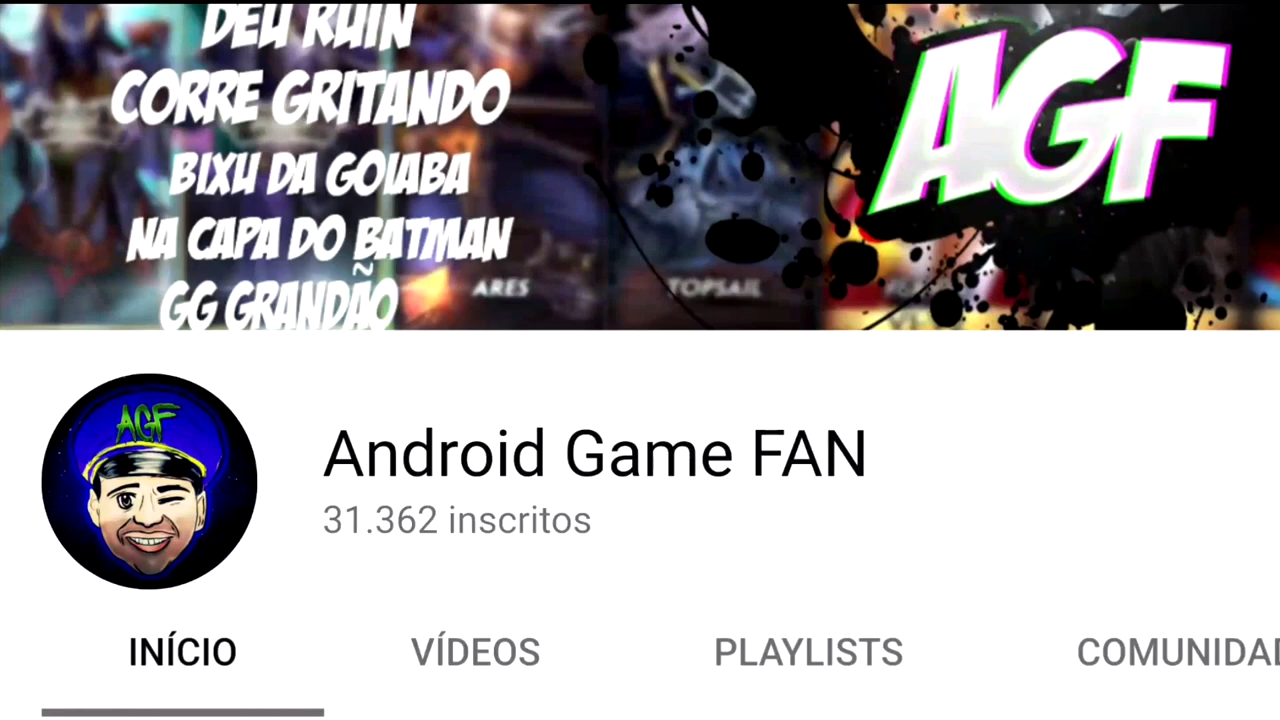 DEU RUIN
CORRE GRITANDO
BIXU DA GOIABA
NA CAPA DO BATMAN
GG GRANDÃO
ARES
TOPSAIL
AGF
AGF
Android Game FAN
31.362 inscritos
INÍCIO VÍDEOS PLAYLISTS COMUNIDAD